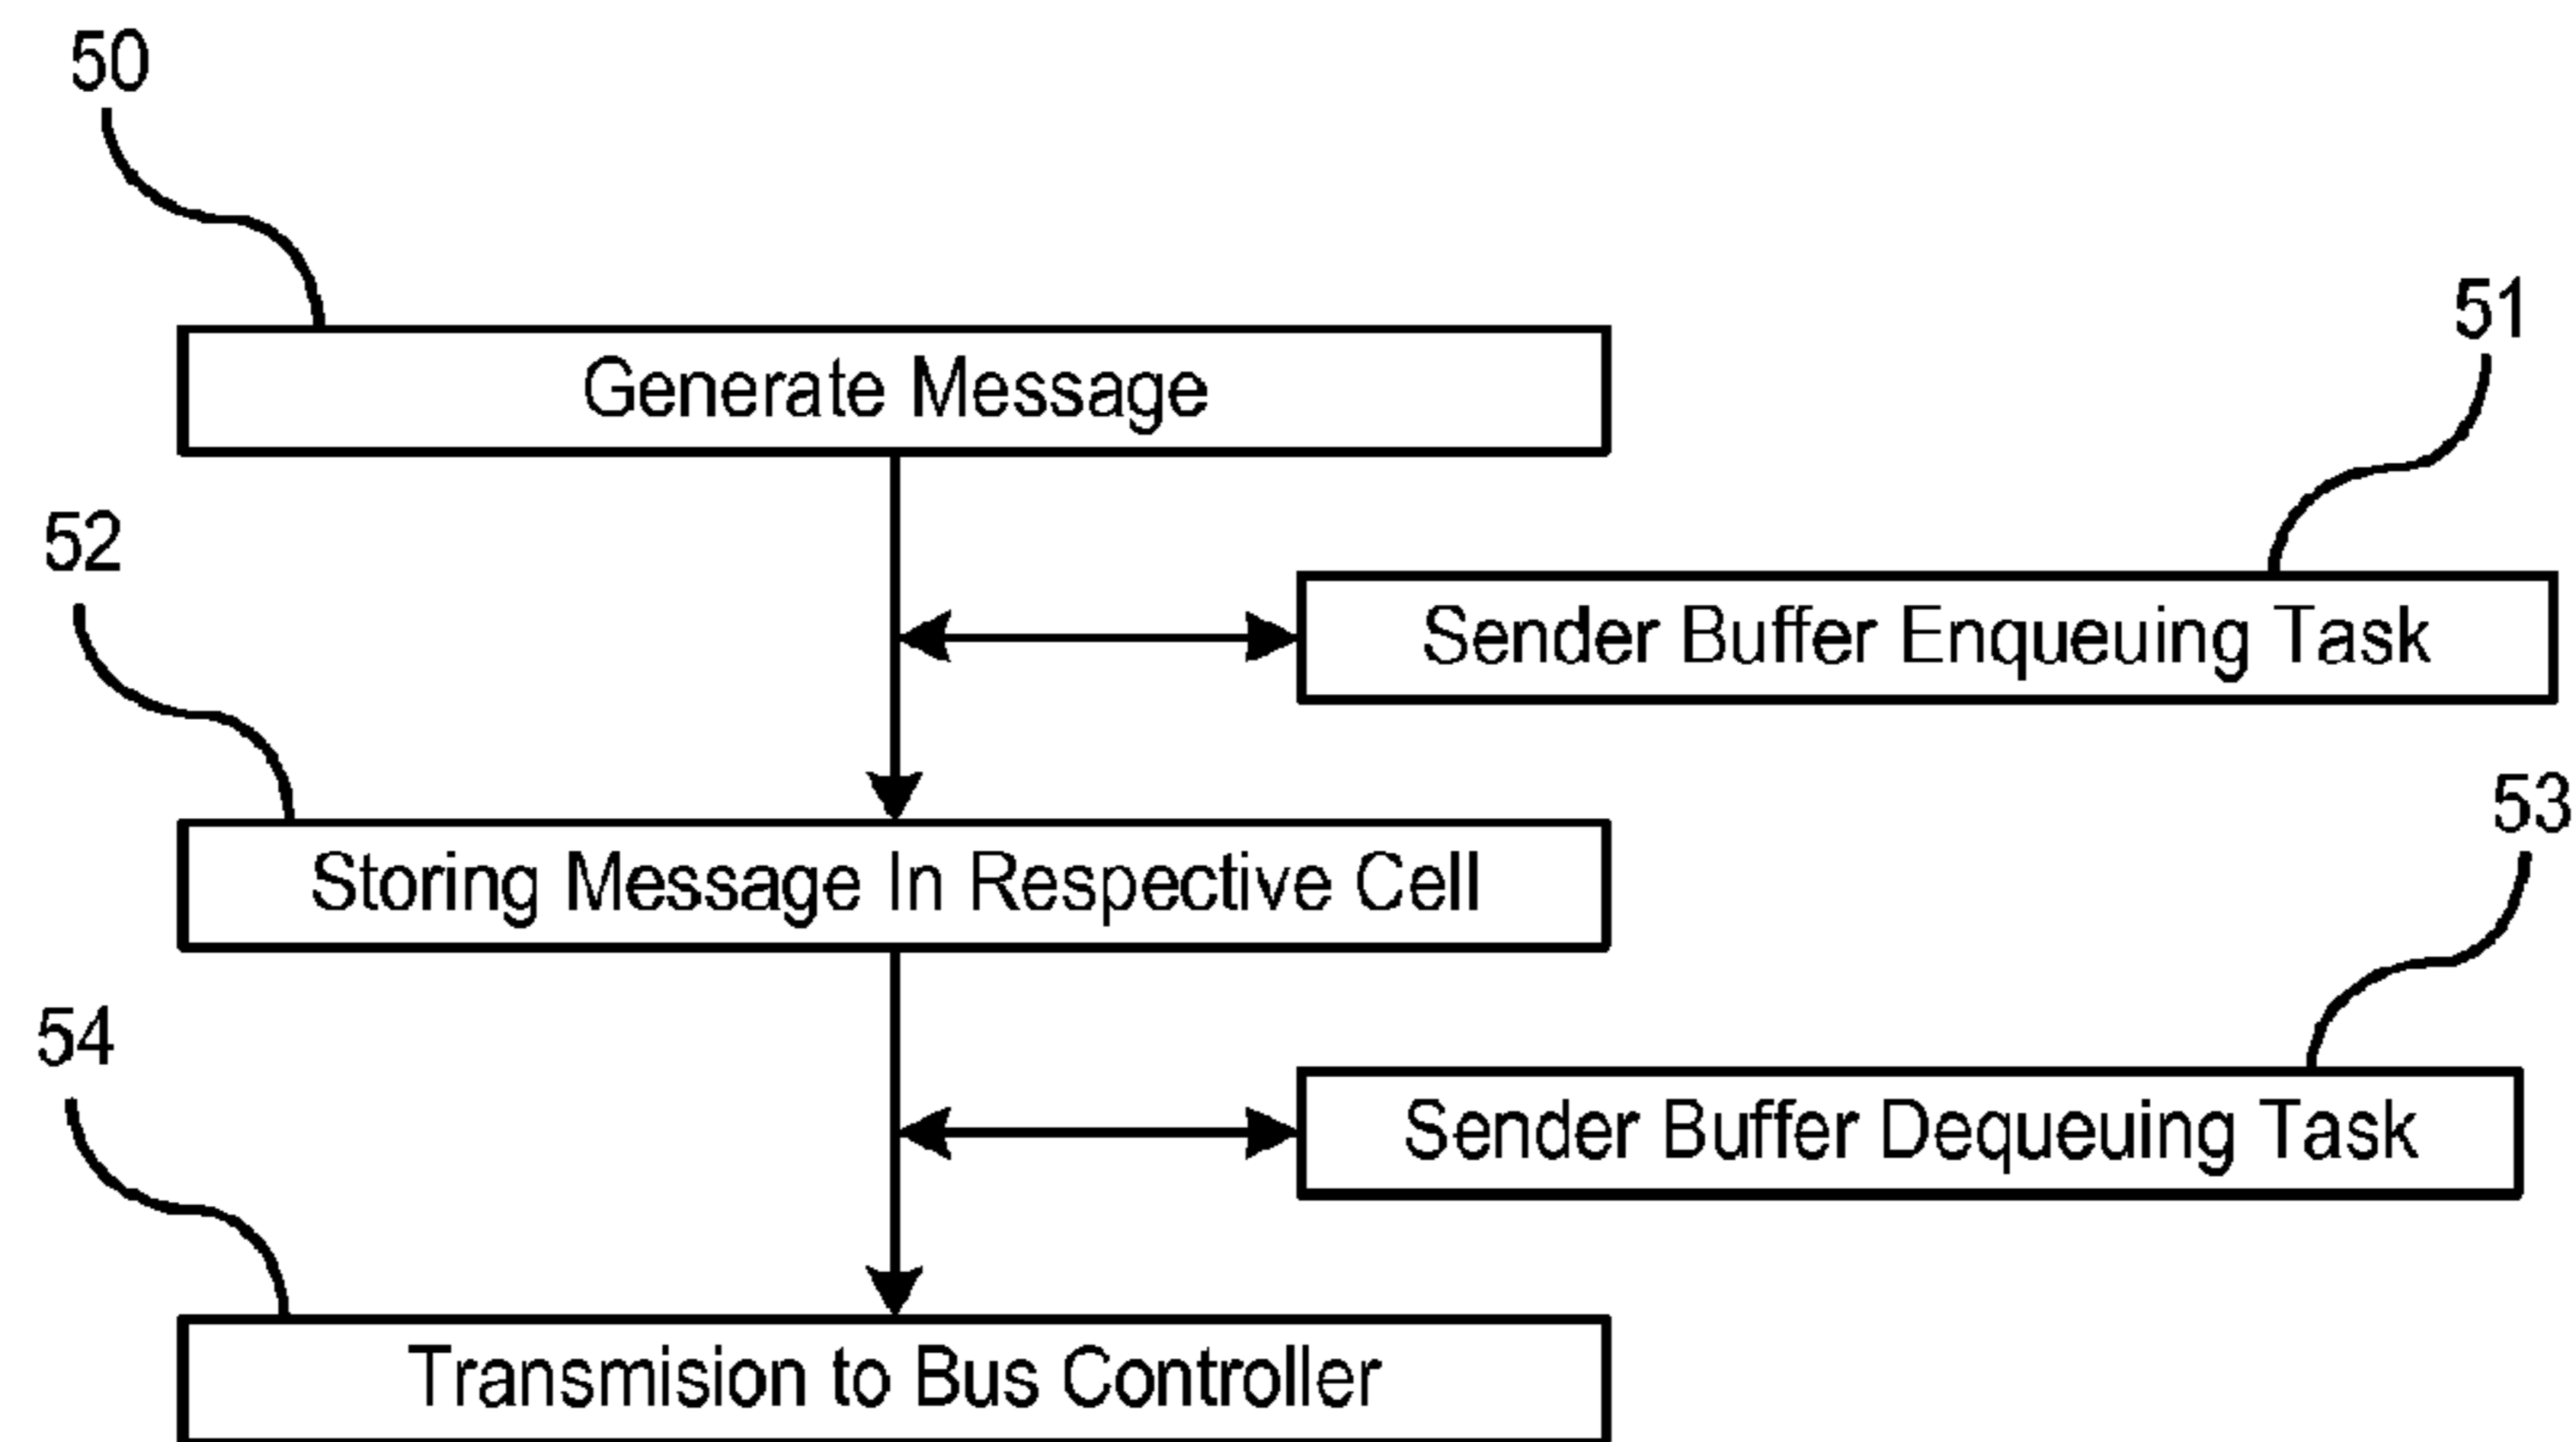 50
Generate Message
51
Sender Buffer Enqueuing Task
52
Storing Message In Respective Cell
53
Sender Buffer Dequeuing Task
54
Transmision to Bus Controller